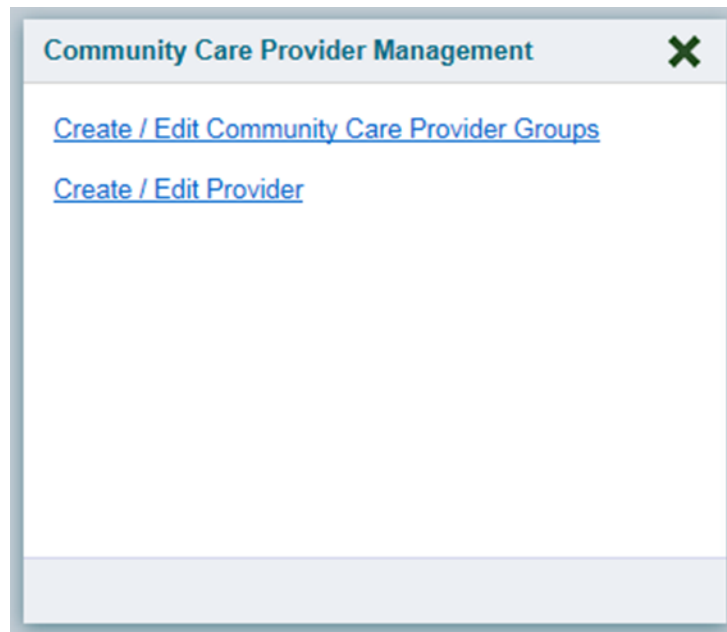 Community Care Provider Management
Create / Edit Community Care Provider Groups
Create / Edit Provider